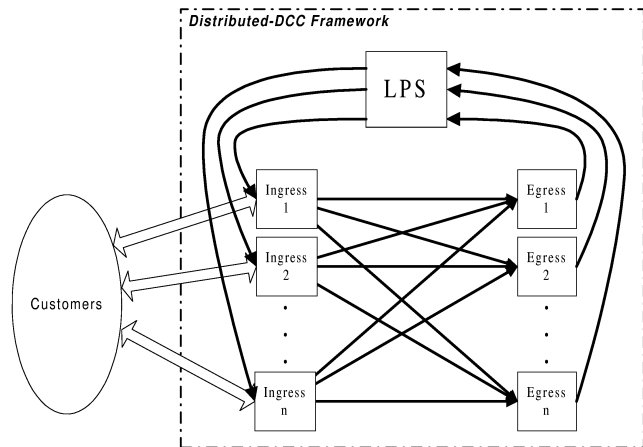 Distributed-DCC Framework
LPS
Ingress
1
Egress
1
Ingress
2
Egress
2
Customers
Ingress
n
Egress
n